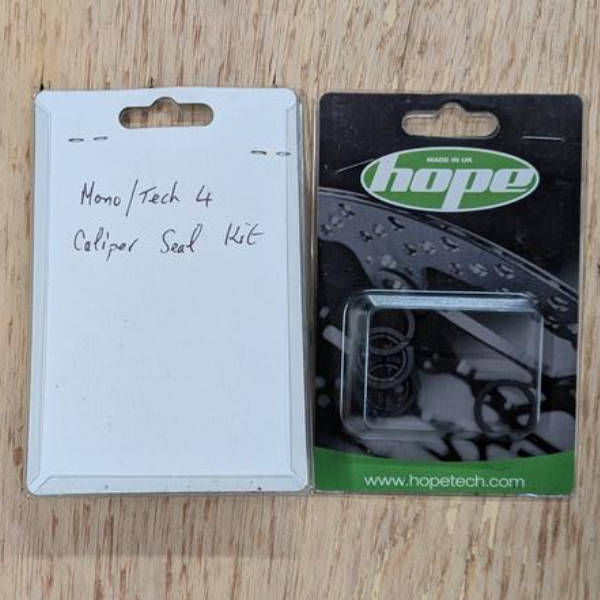 Mono/Tech 4
Caliper Seal Kit
MADE IN UK
hope
www.hopetech.com